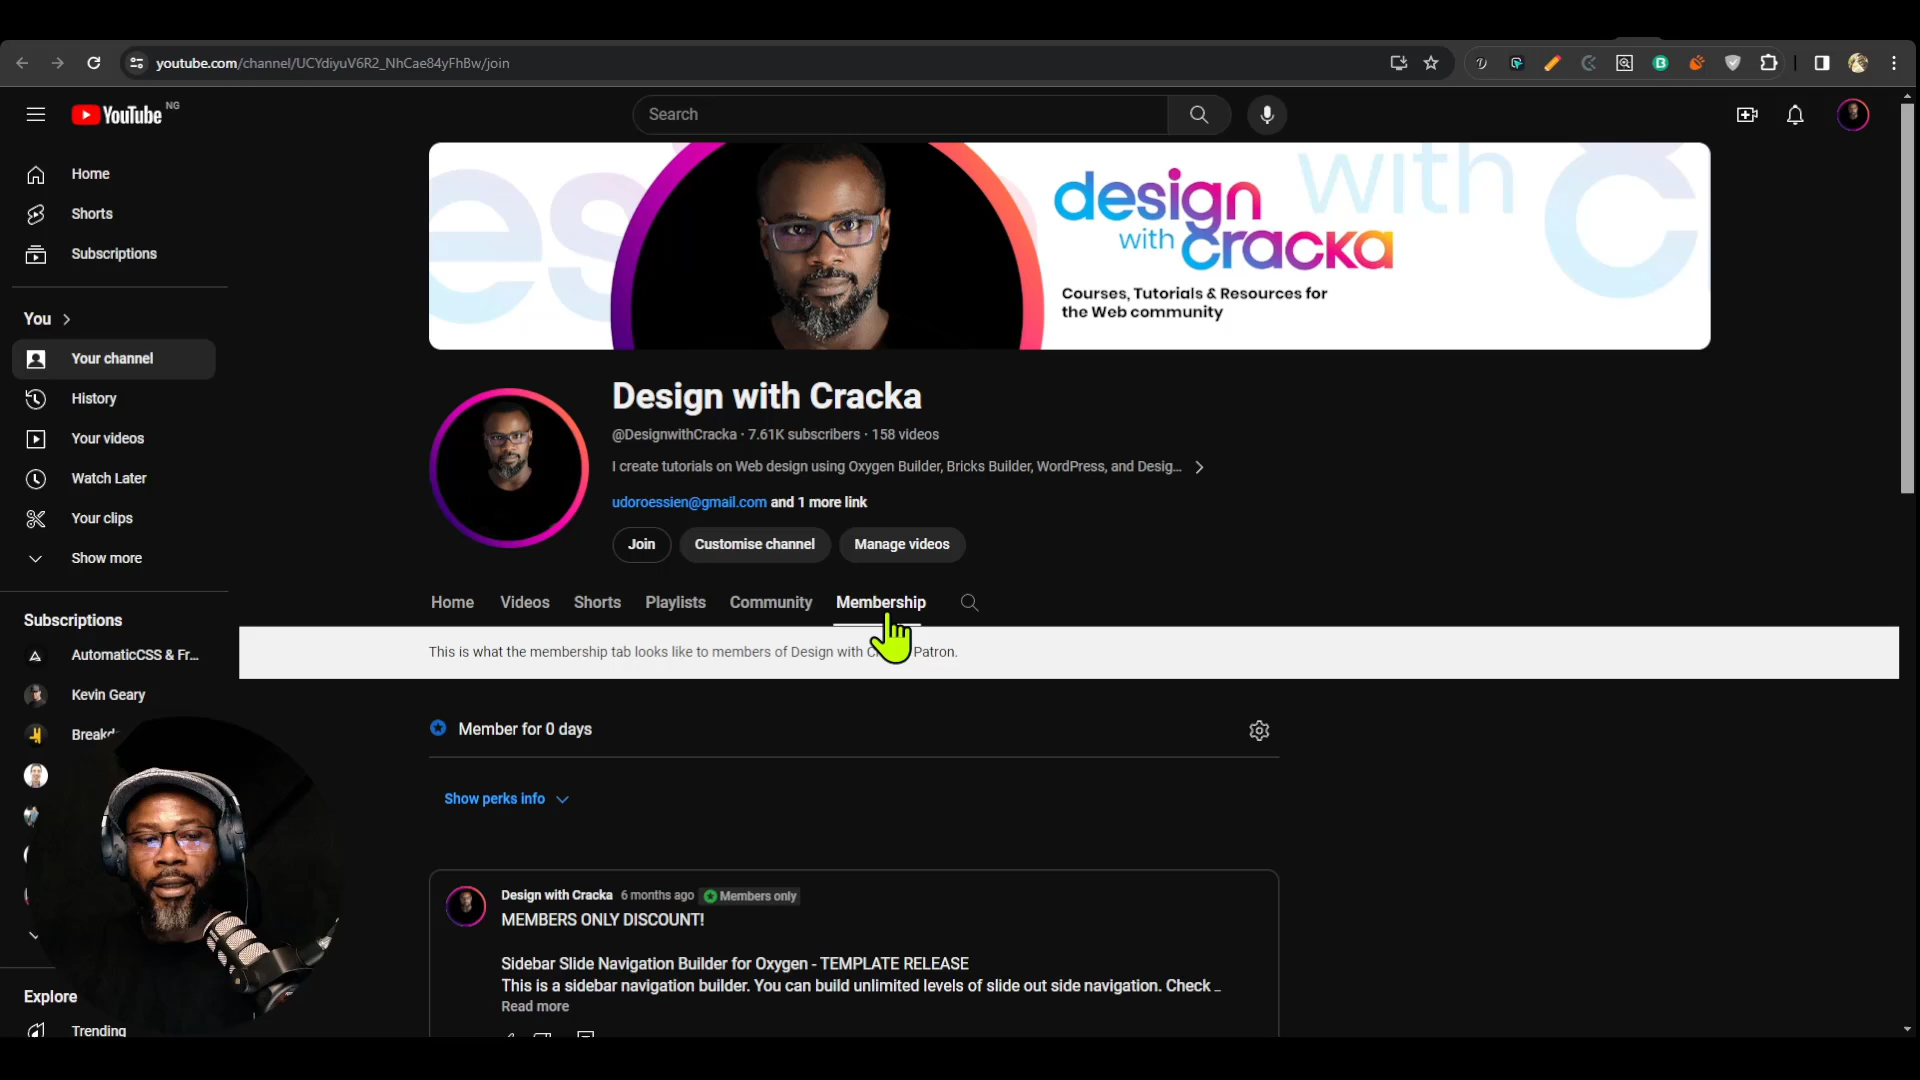 youtube.com/channel/UCYdiyuV6R2_NhCae84yFhBw/join
YouTube NG
Search
Home
Shorts
Subscriptions
You
Your channel
History
Your videos
Watch Later
Your clips
Show more
Subscriptions
AutomaticCSS & Fr...
Kevin Geary
Explore
Trending
es
with
c
design
with cracka
Courses, Tutorials & Resources for
the Web community
Design with Cracka
@DesignwithCracka · 7.61K subscribers · 158 videos
I create tutorials on Web design using Oxygen Builder, Bricks Builder, WordPress, and Desig...
udoroessien@gmail.com and 1 more link
Join Customise channel Manage videos
Home Videos Shorts Playlists Community Membership
This is what the membership tab looks like to members of Design with Patron.
Member for 0 days
Show perks info
Design with Cracka 6 months ago Members only
MEMBERS ONLY DISCOUNT!
Sidebar Slide Navigation Builder for Oxygen - TEMPLATE RELEASE
This is a sidebar navigation builder. You can build unlimited levels of slide out side navigation. Check ...
Read more